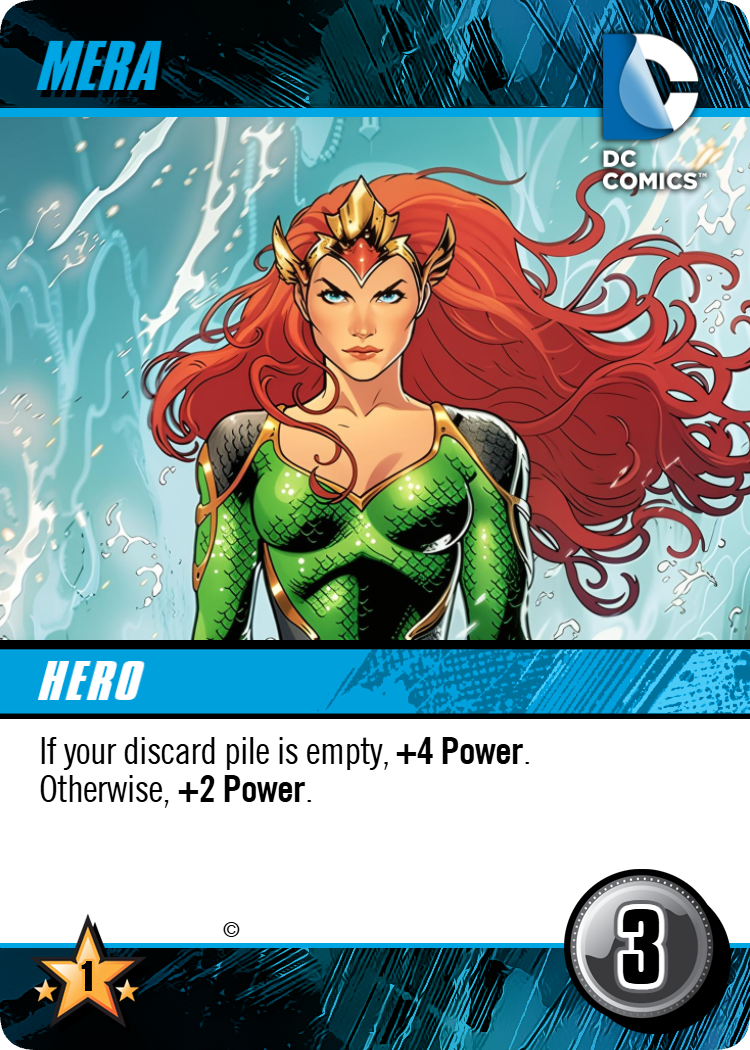 MERA
DC
COMICS™
HERO
If your discard pile is empty, +4 Power.
Otherwise, +2 Power.
©
1
3